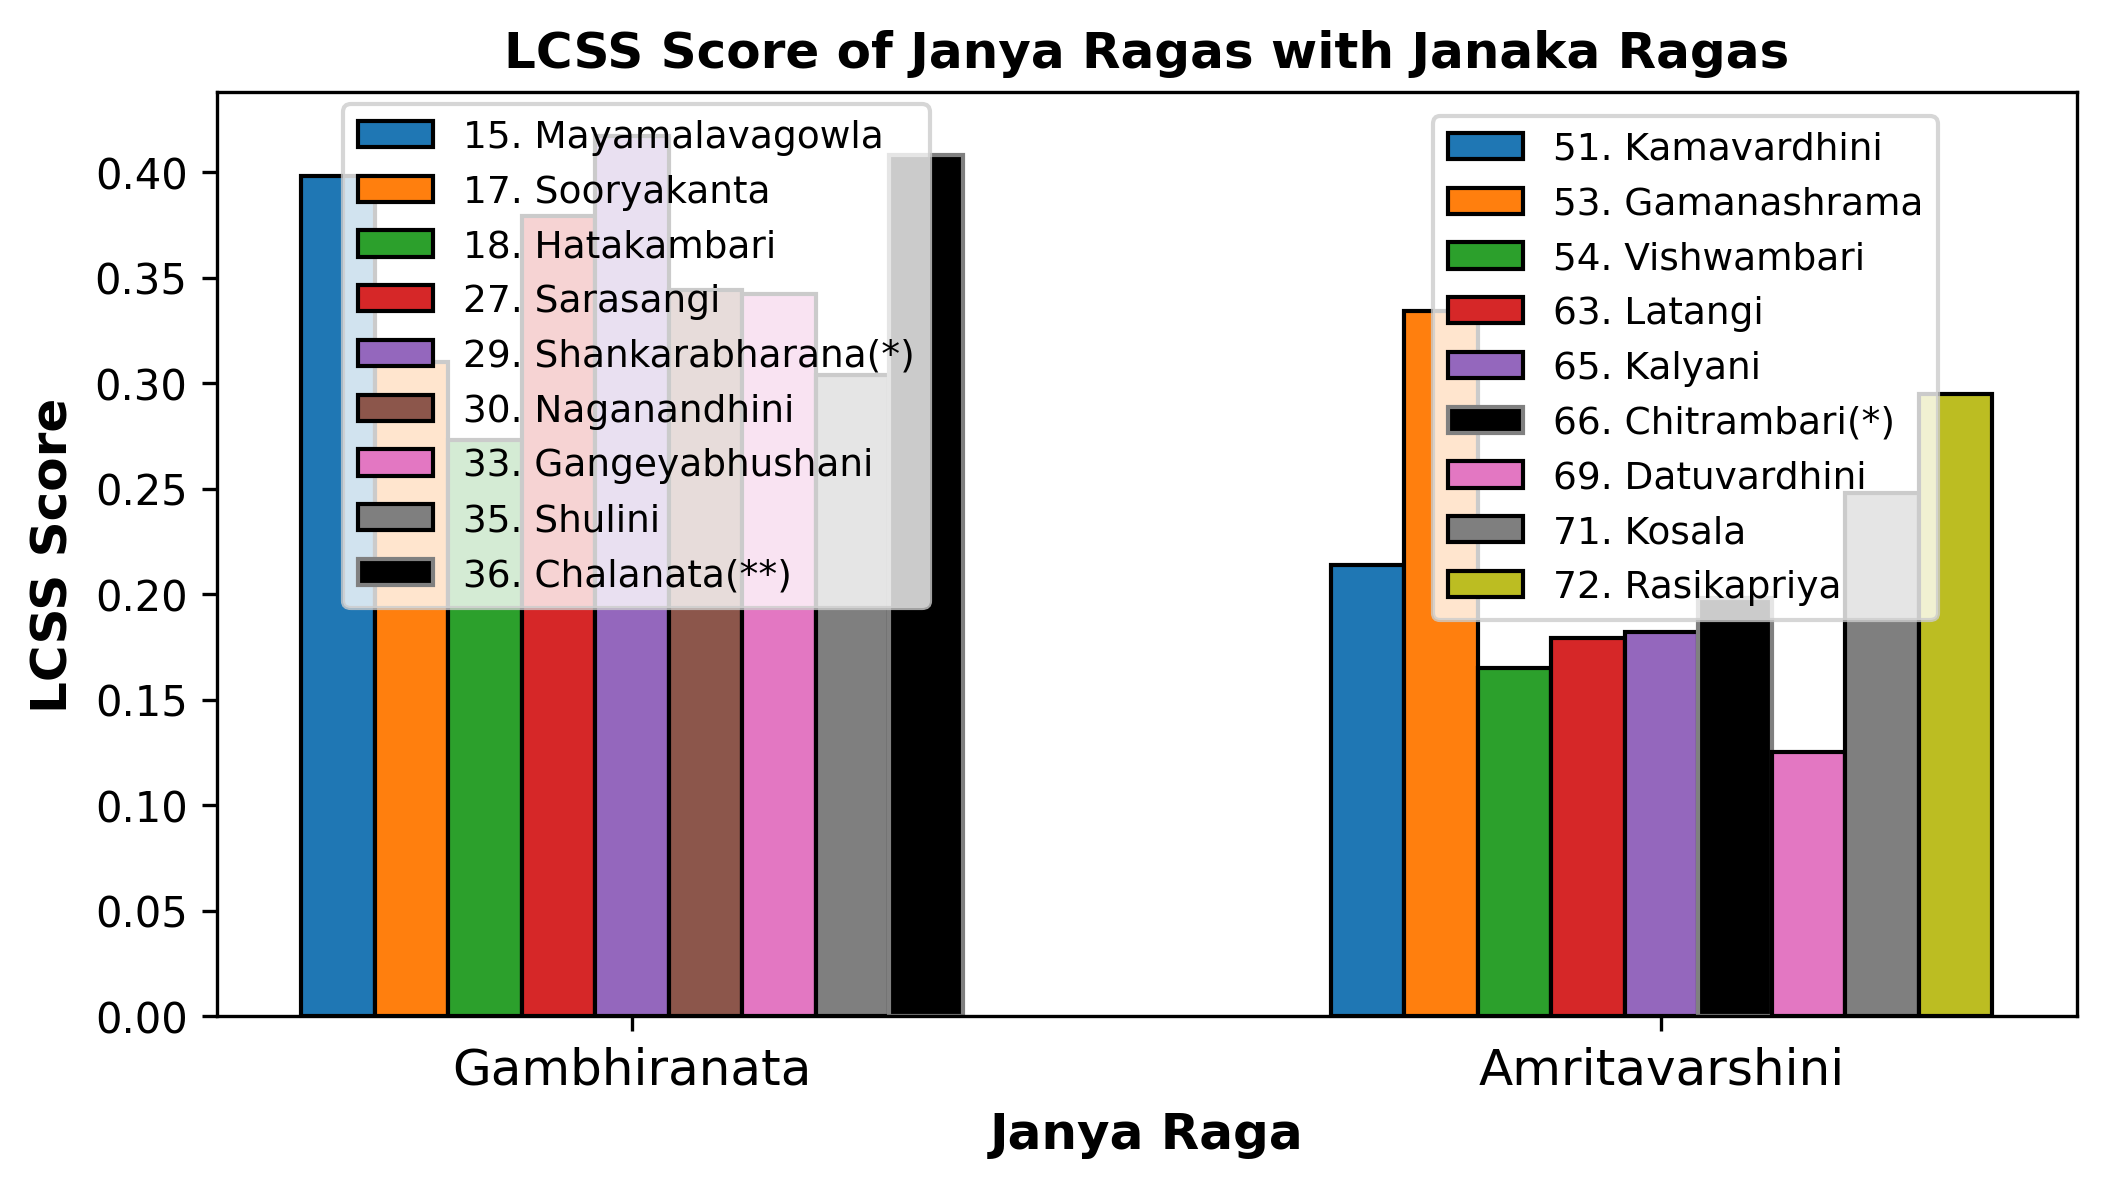 LCSS Score of Janya Ragas with Janaka Ragas
LCSS Score
0.40
0.35
0.30
0.25
0.20
0.15
0.10
0.05
0.00
15. Mayamalavagowla
17. Sooryakanta
18. Hatakambari
27. Sarasangi
29. Shankarabharana(*)
30. Naganandhini
33. Gangeyabhushani
35. Shulini
36. Chalanata(**)
51. Kamavardhini
53. Gamanashrama
54. Vishwambari
63. Latangi
65. Kalyani
66. Chitrambari(*)
69. Datuvardhini
71. Kosala
72. Rasikapriya
Gambhiranata
Amritavarshini
Janya Raga